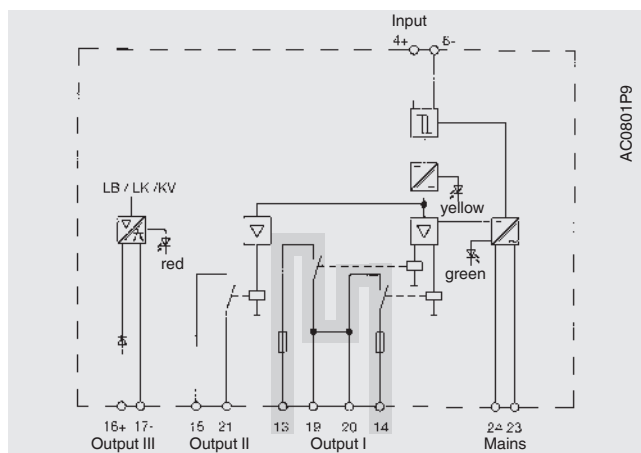 Input
4+ 5-
AC0801P9
LB / LK /KV
yellow
red
green
16+ 17- 15 21 13 19 20 14 24 23
Output III Output II Output I Mains